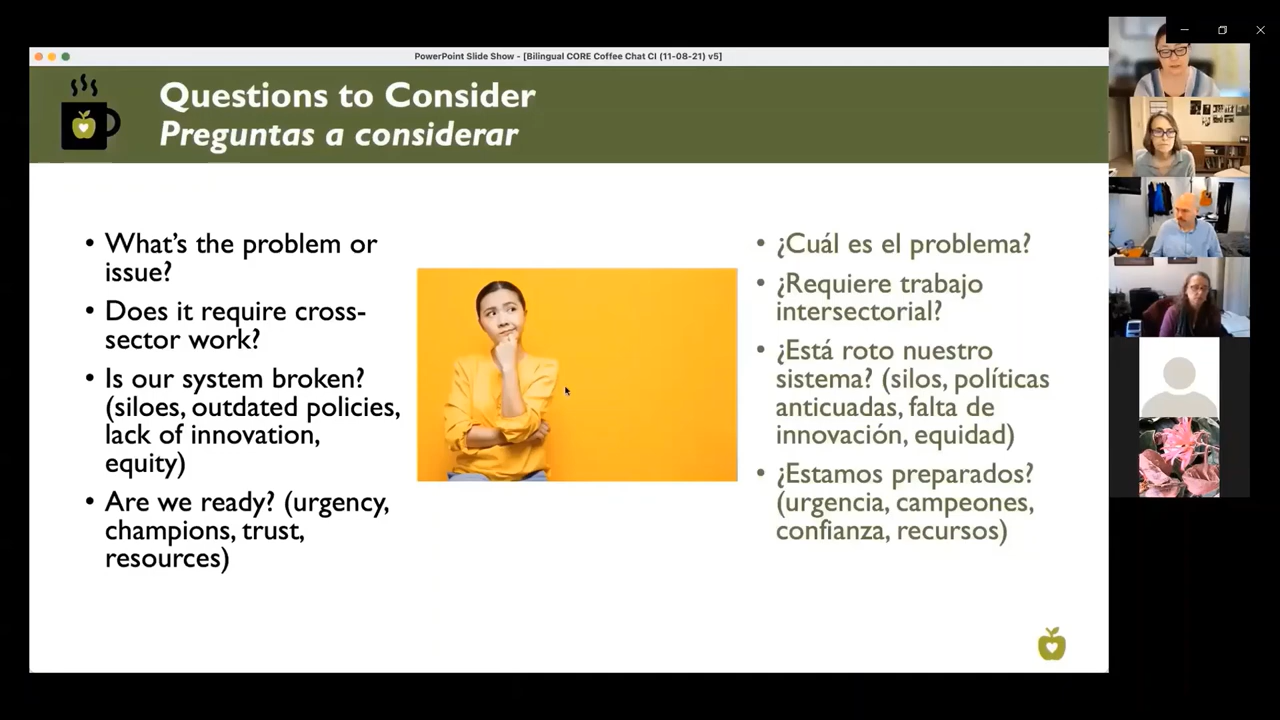 PowerPoint Slide Show - [Bilingual CORE Coffee Chat CI (11-08-21) v5]
Questions to Consider
Preguntas a considerar
• What's the problem or
issue?
• Does it require cross-
sector work?
• Is our system broken?
(siloes, outdated policies,
lack of innovation,
equity)
• Are we ready? (urgency,
champions, trust,
resources)
• ¿Cuál es el problema?
• ¿Requiere trabajo
intersectorial?
• ¿Está roto nuestro
sistema? (silos, políticas
anticuadas, falta de
innovación, equidad)
• ¿Estamos preparados?
(urgencia, campeones,
confianza, recursos)